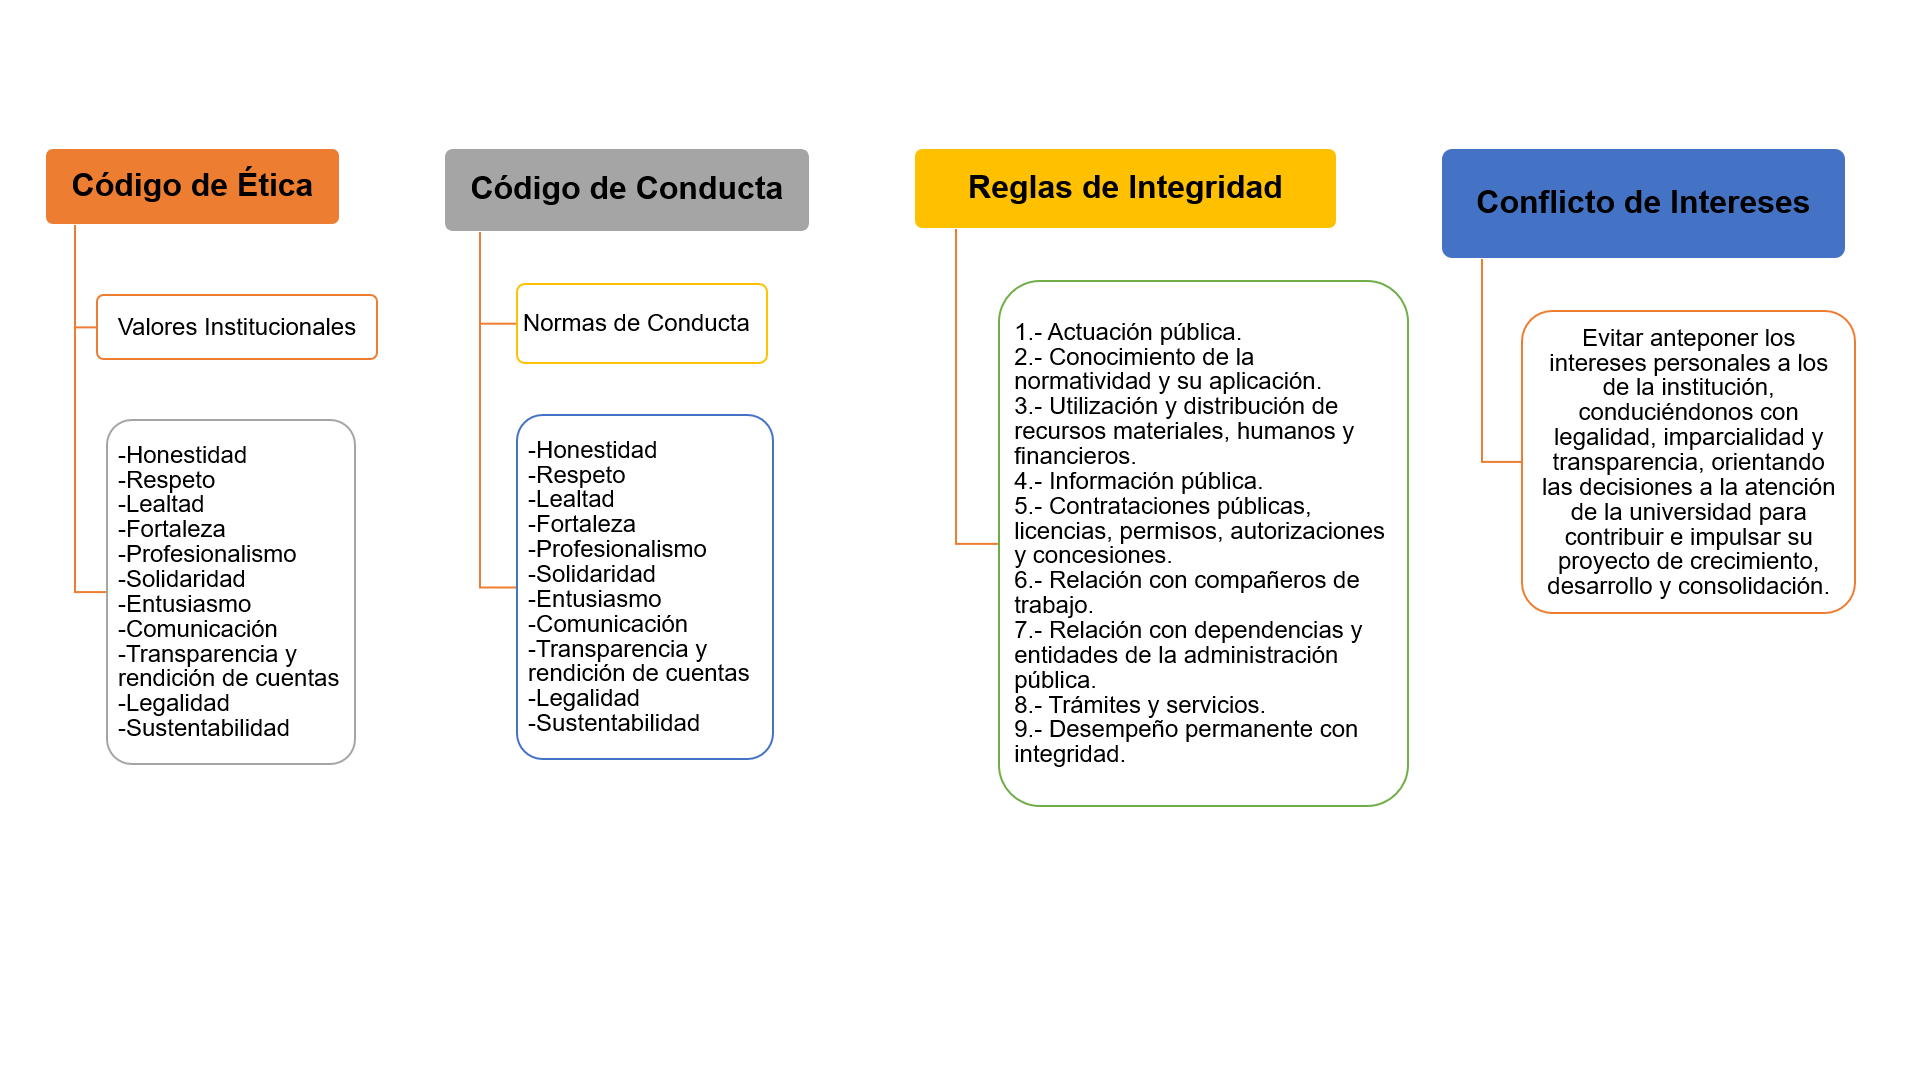 Código de Ética
Valores Institucionales
-Honestidad
-Respeto
-Lealtad
-Fortaleza
-Profesionalismo
-Solidaridad
-Entusiasmo
-Comunicación
-Transparencia y
rendición de cuentas
-Legalidad
-Sustentabilidad
Código de Conducta
Normas de Conducta
-Honestidad
-Respeto
-Lealtad
-Fortaleza
-Profesionalismo
-Solidaridad
-Entusiasmo
-Comunicación
-Transparencia y
rendición de cuentas
-Legalidad
-Sustentabilidad
Reglas de Integridad
1.- Actuación pública.
2.- Conocimiento de la
normatividad y su aplicación.
3.- Utilización y distribución de
recursos materiales, humanos y
financieros.
4.- Información pública.
5.- Contrataciones públicas,
licencias, permisos, autorizaciones
y concesiones.
6.- Relación con compañeros de
trabajo.
7.- Relación con dependencias y
entidades de la administración
pública.
8.- Trámites y servicios.
9.- Desempeño permanente con
integridad.
Conflicto de Intereses
Evitar anteponer los
intereses personales a los
de la institución,
conduciéndonos con
legalidad, imparcialidad y
transparencia, orientando
las decisiones a la atención
de la universidad para
contribuir e impulsar su
proyecto de crecimiento,
desarrollo y consolidación.